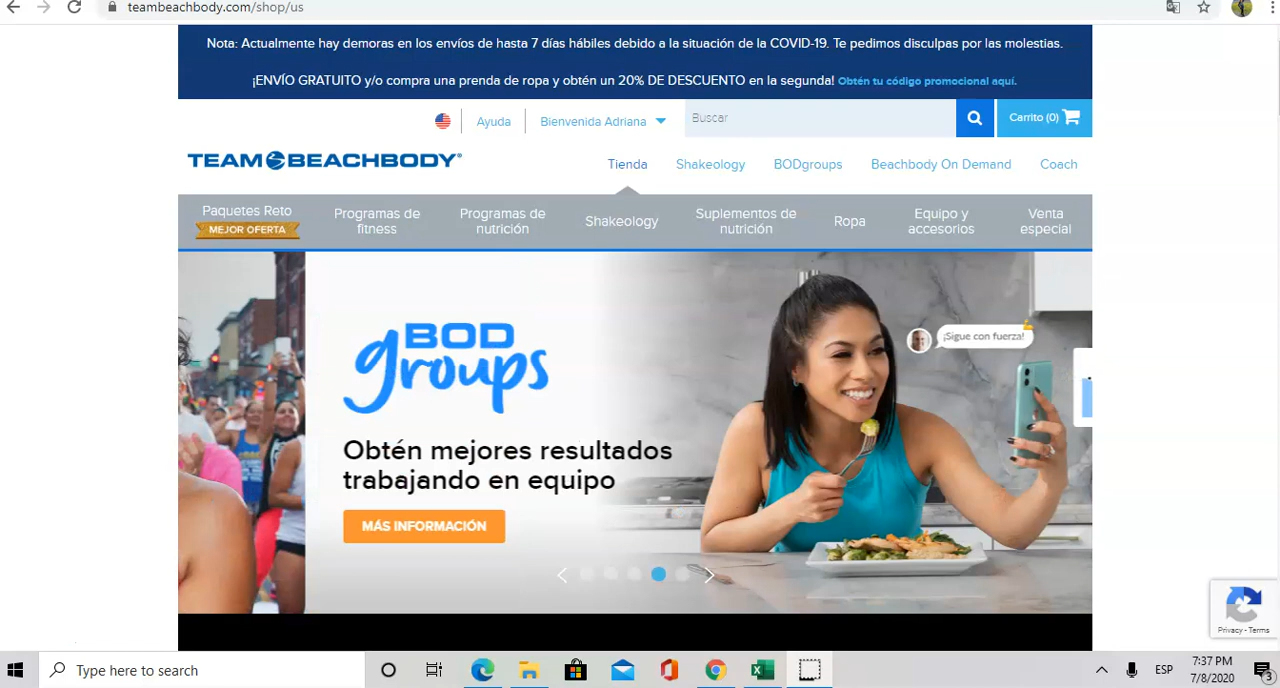 teambeachbody.com/shop/us
Nota: Actualmente hay demoras en los envíos de hasta 7 días hábiles debido a la situación de la COVID-19. Te pedimos disculpas por las molestias.
¡ENVÍO GRATUITO y/o compra una prenda de ropa y obtén un 20% DE DESCUENTO en la segunda! Obtén tu código promocional aquí.
Ayuda
Bienvenida Adriana
Buscar
Carrito (0)
TEAM BEACHBODY®
Tienda
Shakeology
BODgroups
Beachbody On Demand
Coach
Paquetes Reto
MEJOR OFERTA
Programas de
fitness
Programas de
nutrición
Shakeology
Suplementos de
nutrición
Ropa
Equipo y
accesorios
Venta
especial
BOD
groups
¡Sigue con fuerza!
Obtén mejores resultados
trabajando en equipo
MÁS INFORMACIÓN
Privacy - Terms
Type here to search
ESP
7:37 PM
7/8/2020
3